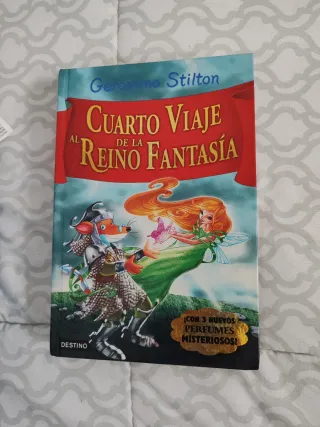 Geronimo Stilton
CUARTO VIAJE
AL REINO DE LA FANTASÍA
¡CON 3 NUEVOS
PERFUMES
MISTERIOSOS!
DESTINO